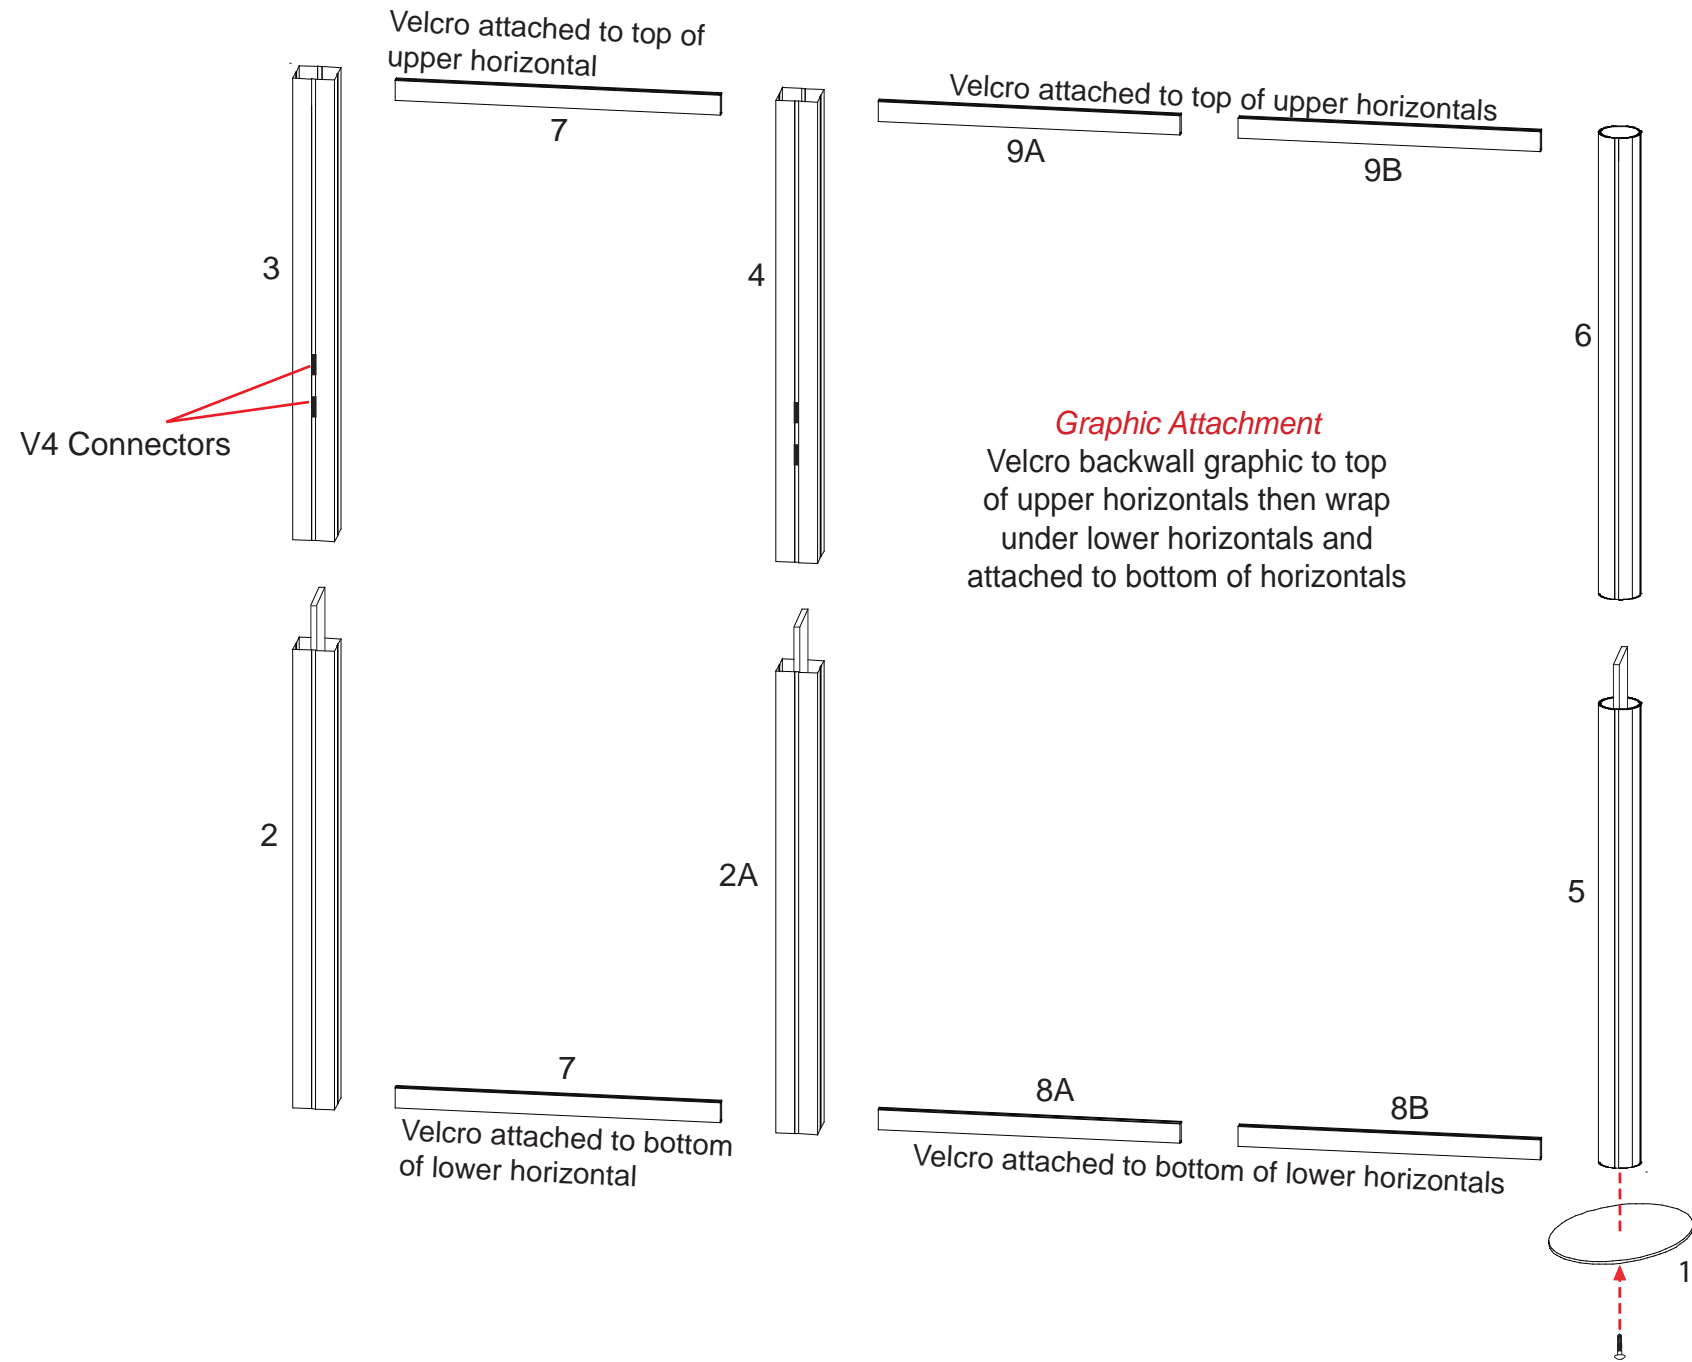 Velcro attached to top of
upper horizontal
7
Velcro attached to top of upper horizontals
9A
9B
3
4
6
V4 Connectors
Graphic Attachment
Velcro backwall graphic to top
of upper horizontals then wrap
under lower horizontals and
attached to bottom of horizontals
2
2A
5
7
8A
8B
Velcro attached to bottom
of lower horizontal
Velcro attached to bottom of lower horizontals
1